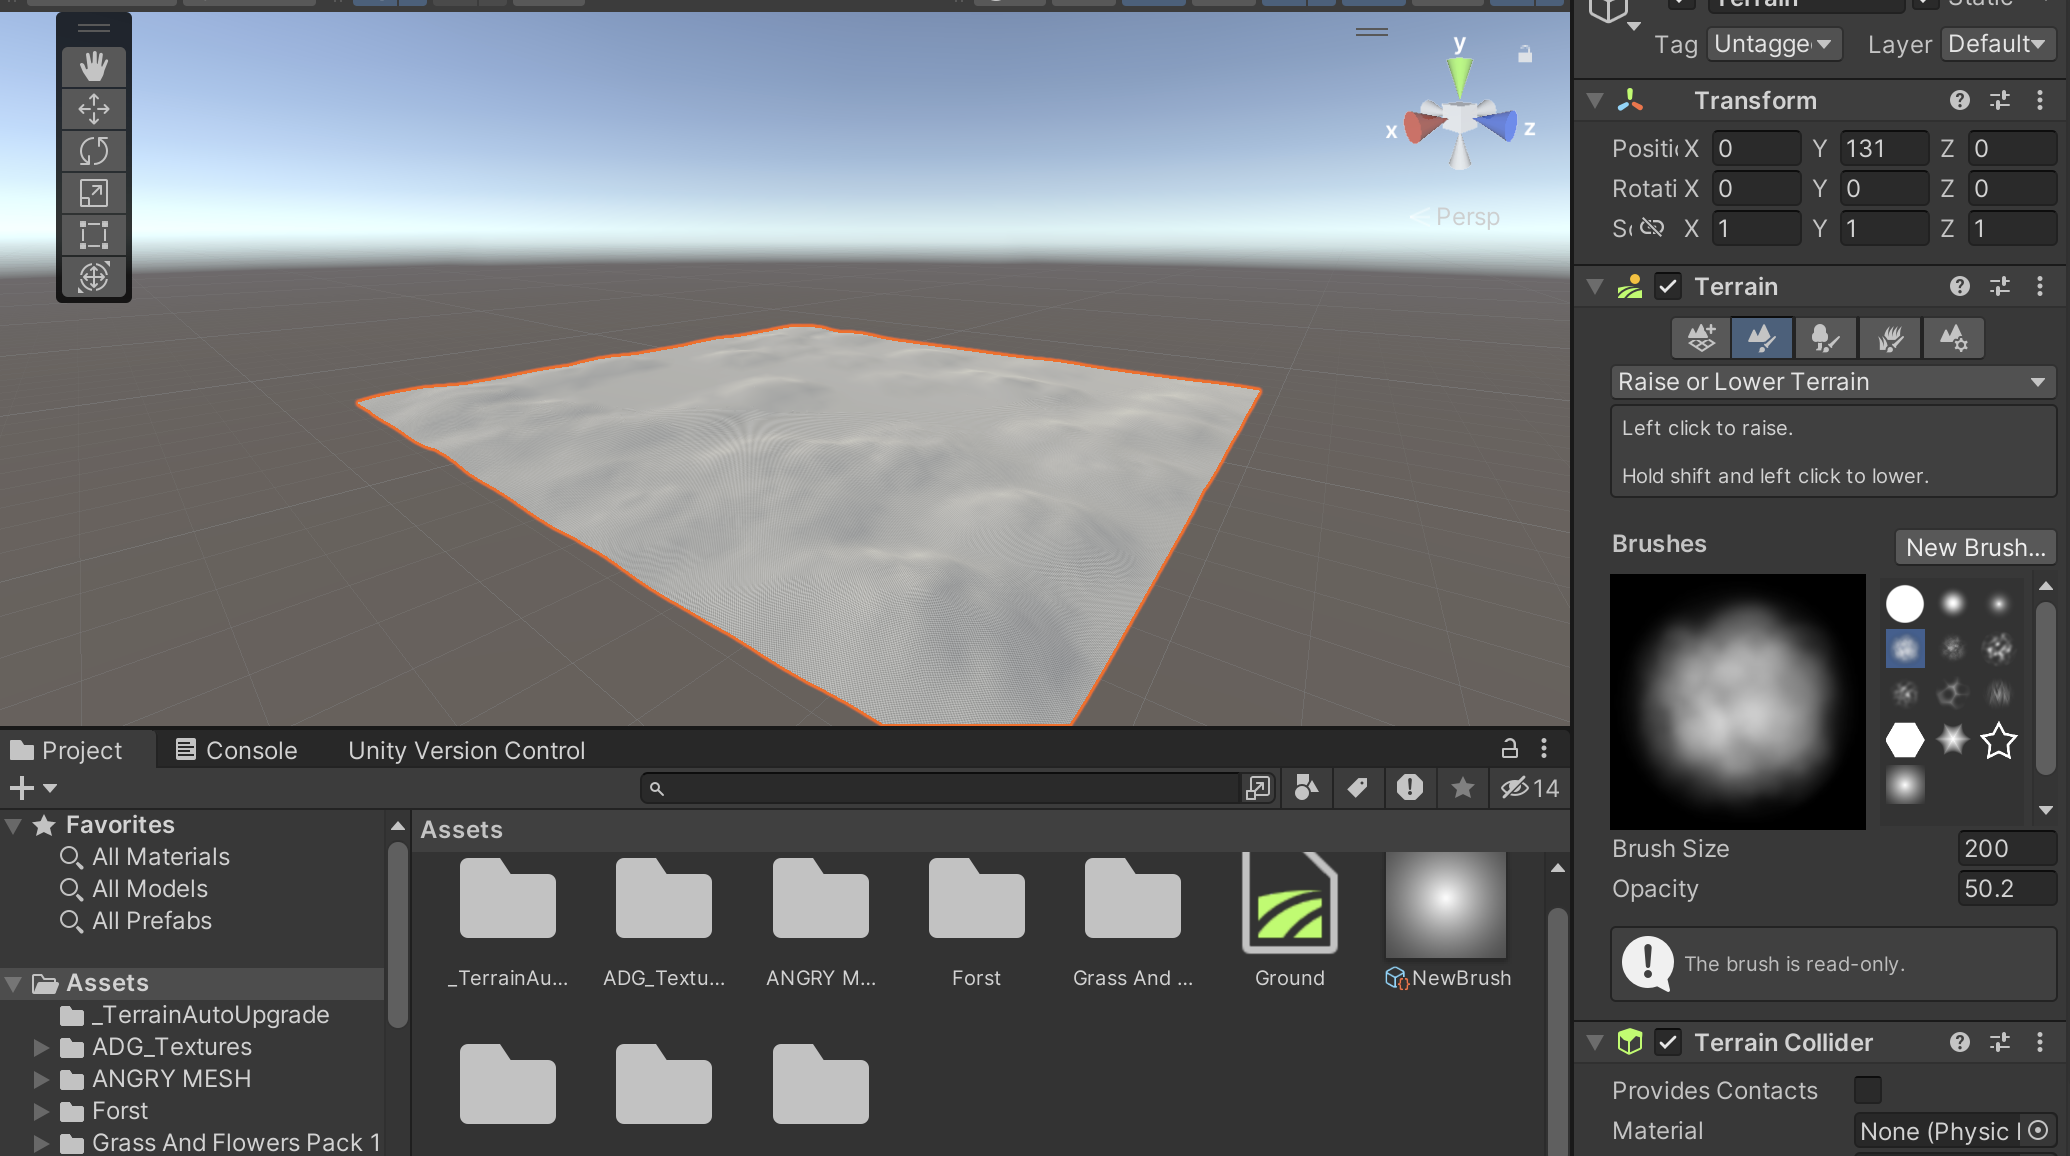 Terrain
Static
Tag Untagge Layer Default
y
x
z
Persp
Transform
Positi X 0 Y 131 Z 0
Rotati X 0 Y 0 Z 0
Sc X 1 Y 1 Z 1
Terrain
Raise or Lower Terrain
Left click to raise.
Hold shift and left click to lower.
Brushes
New Brush...
Brush Size 200
Opacity 50.2
The brush is read-only.
Terrain Collider
Provides Contacts
Material None (Physic
Project
Console
Unity Version Control
14
Favorites
All Materials
All Models
All Prefabs
Assets
_TerrainAutoUpgrade
ADG_Textures
ANGRY MESH
Forst
Grass And Flowers Pack 1
Assets
_TerrainAu...
ADG_Textu...
ANGRY M...
Forst
Grass And ...
Ground
NewBrush